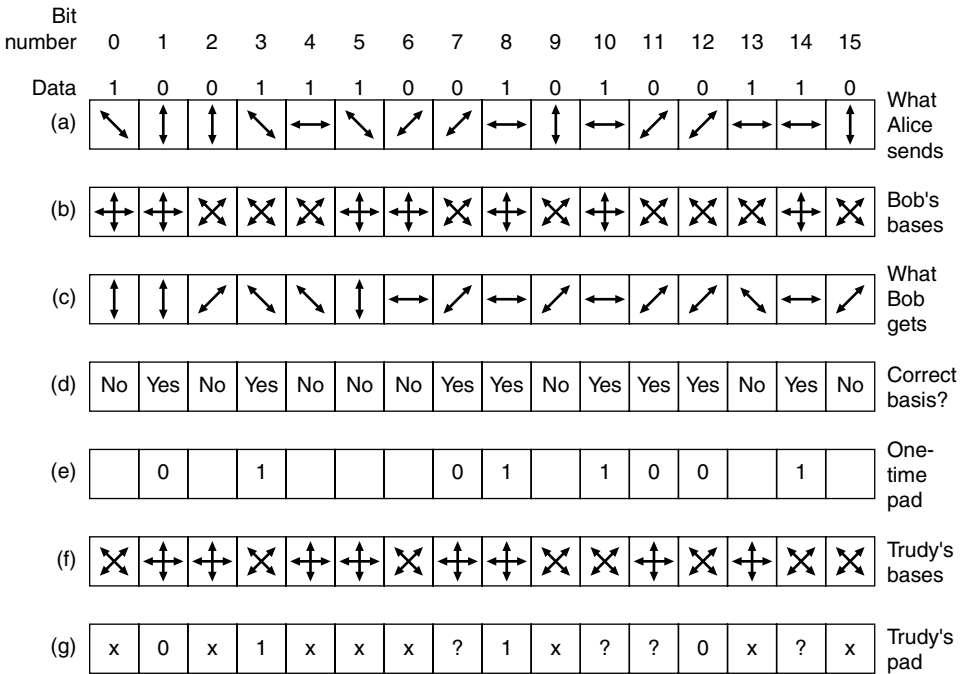 Bit
number 0 1 2 3 4 5 6 7 8 9 10 11 12 13 14 15
Data 1 0 0 1 1 1 0 0 1 0 1 0 0 1 1 0
(a) What
Alice
sends
(b) Bob's
bases
(c) What
Bob
gets
(d) No Yes No Yes No No No Yes Yes No Yes Yes Yes No Yes No Correct
basis?
(e) 0 1 0 1 1 0 0 1 One-
time
pad
(f) Trudy's
bases
(g) x 0 x 1 x x x ? 1 x ? ? 0 x ? x Trudy's
pad